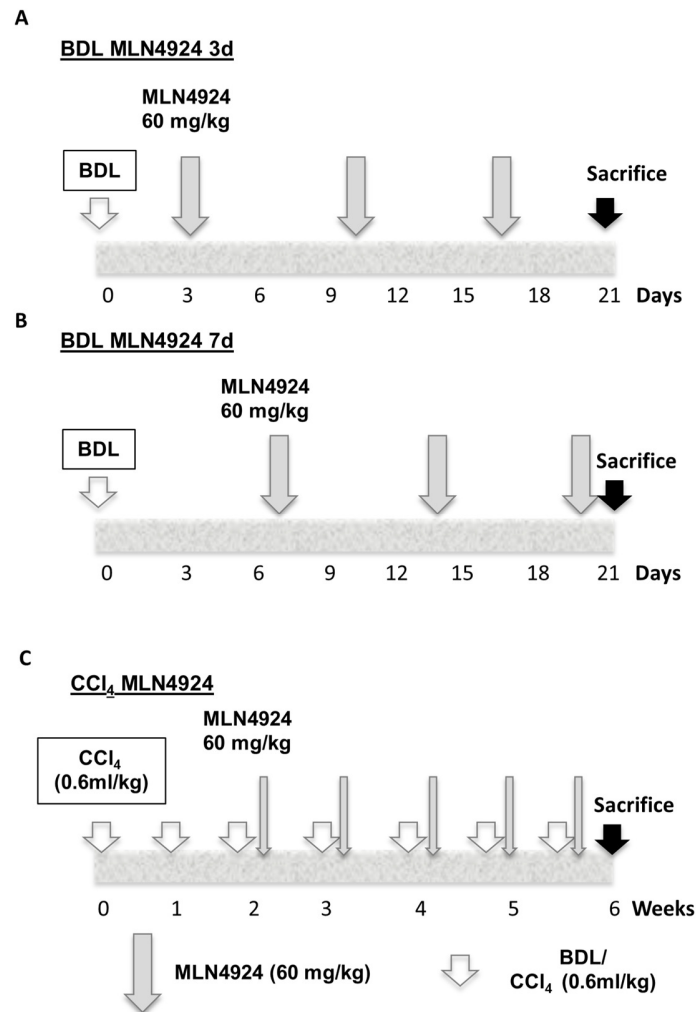 A
BDL MLN4924 3d
MLN4924
60 mg/kg
BDL
Sacrifice
0 3 6 9 12 15 18 21 Days
B
BDL MLN4924 7d
MLN4924
60 mg/kg
BDL
Sacrifice
0 3 6 9 12 15 18 21 Days
C
CCl₄ MLN4924
MLN4924
60 mg/kg
CCl₄
(0.6ml/kg)
Sacrifice
0 1 2 3 4 5 6 Weeks
MLN4924 (60 mg/kg)
BDL/
CCl₄ (0.6ml/kg)